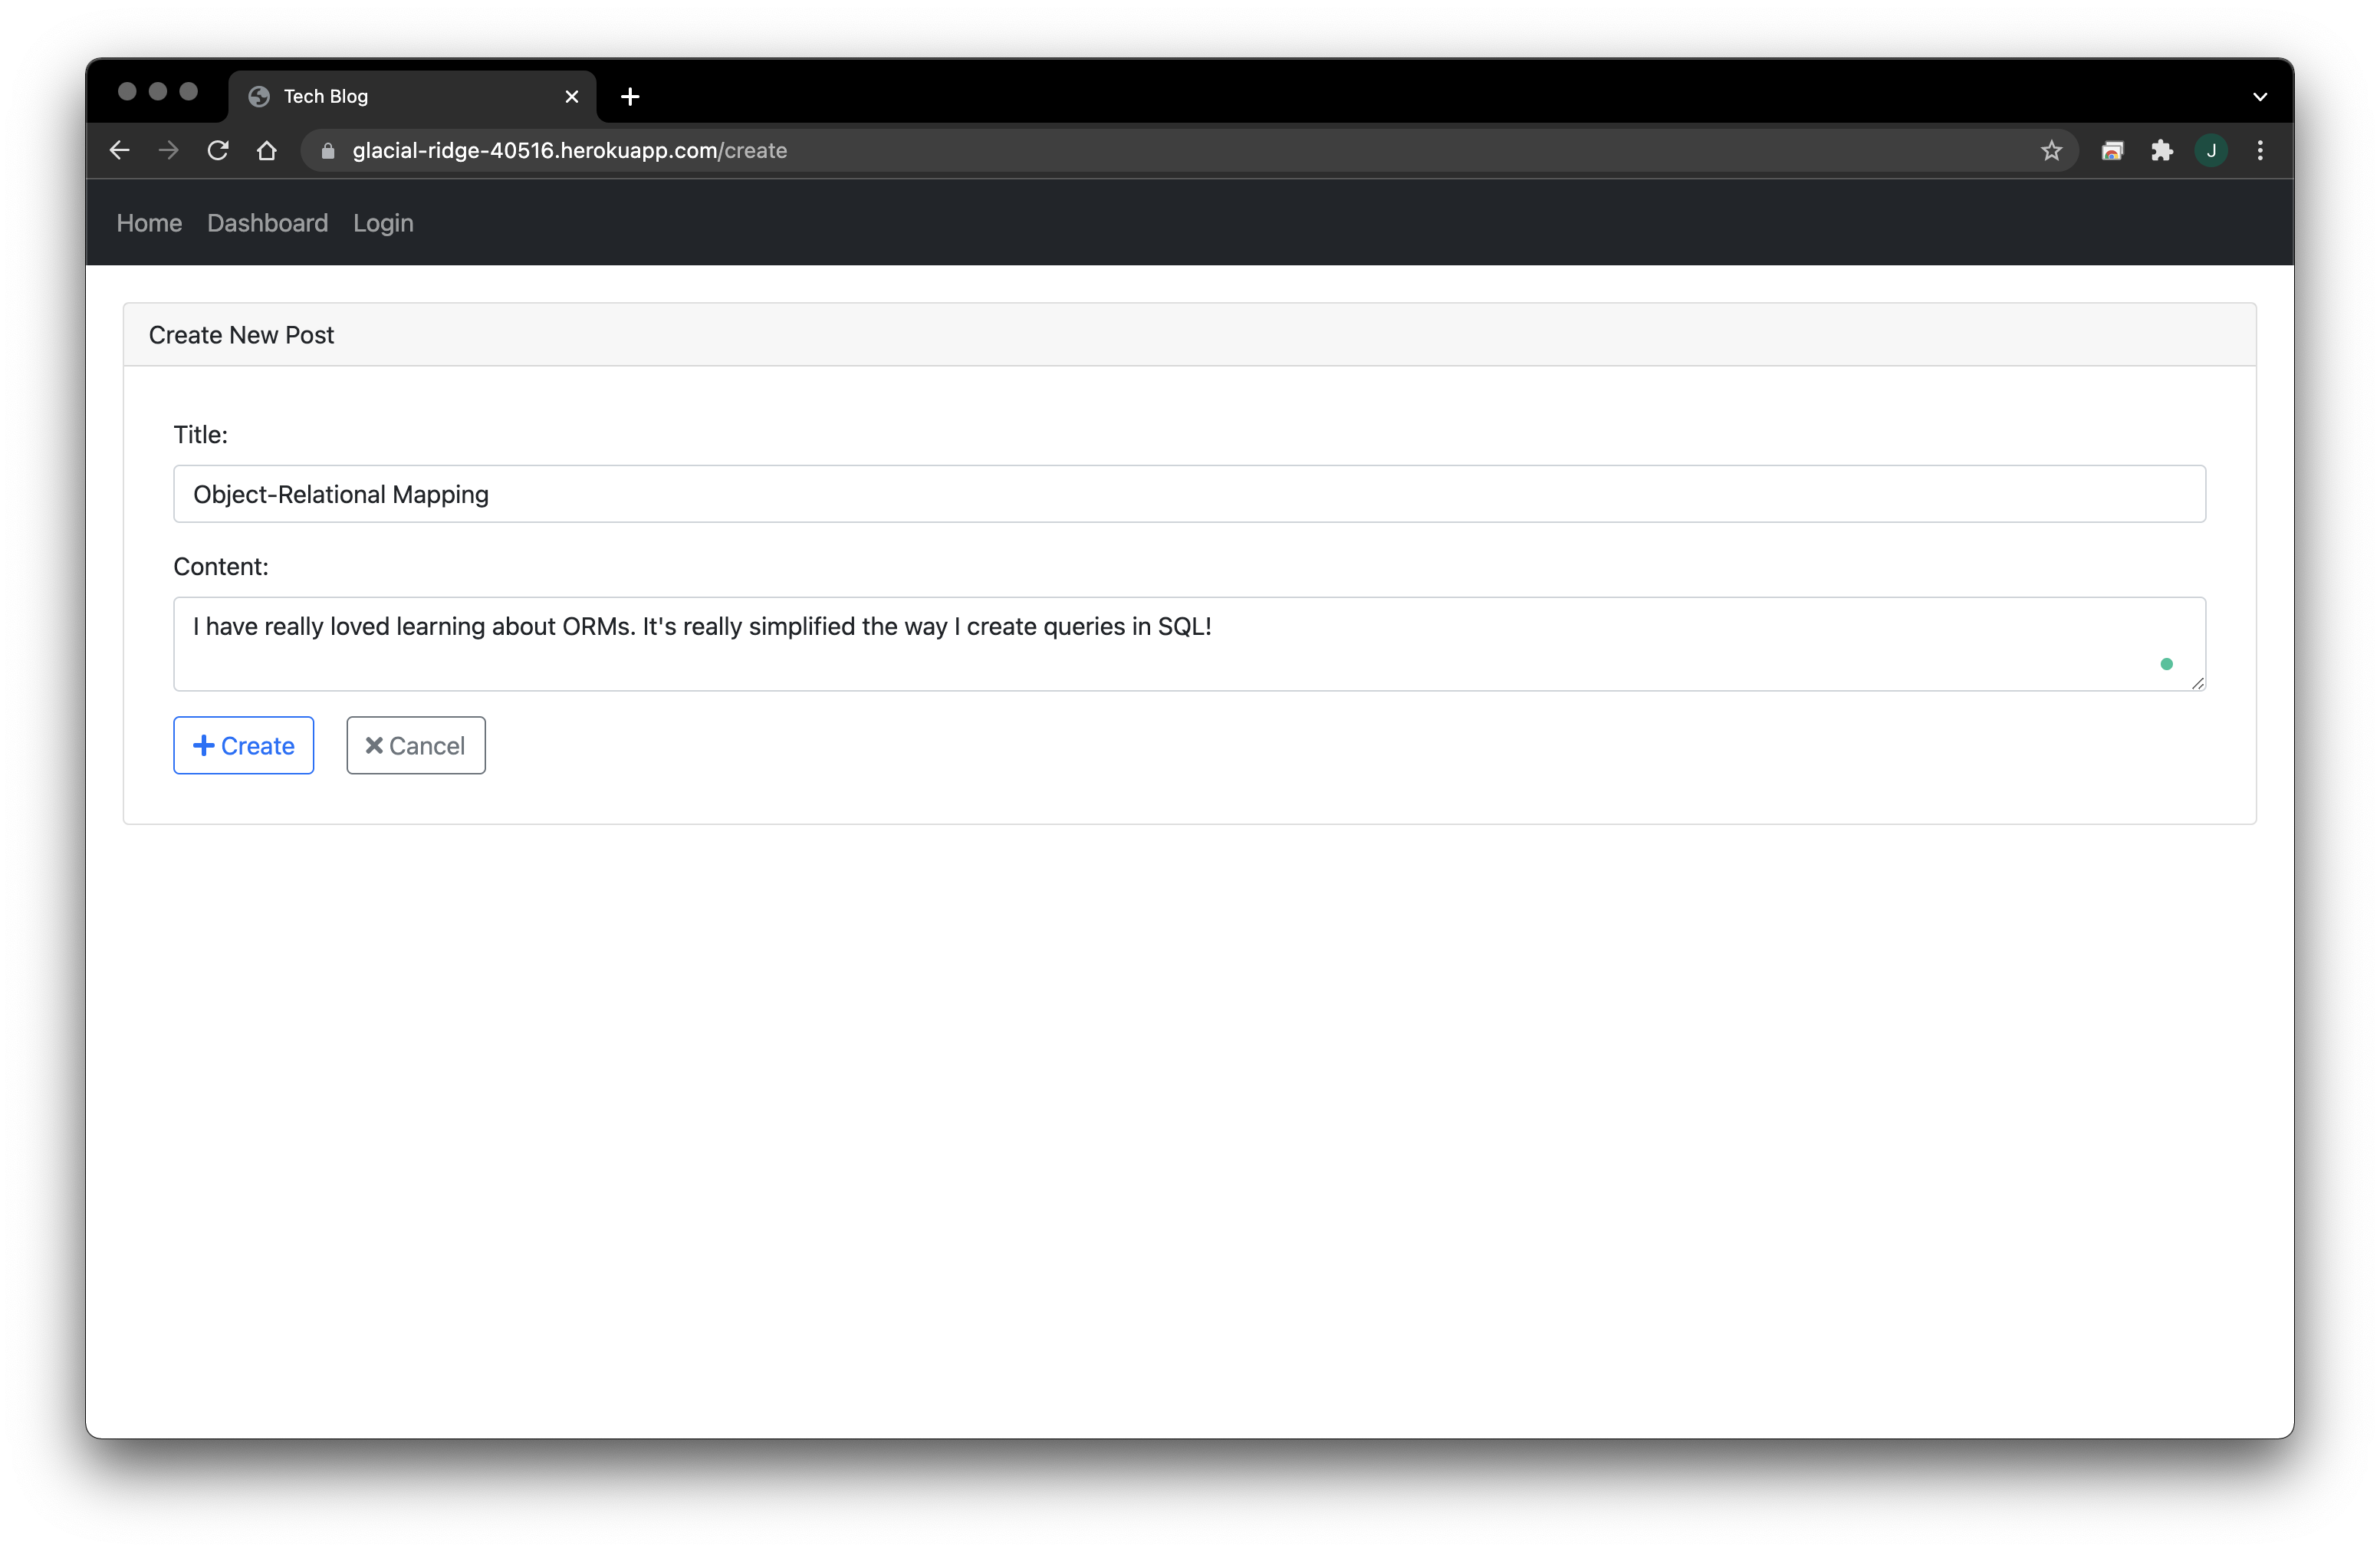 Tech Blog
glacial-ridge-40516.herokuapp.com/create
J
Home Dashboard Login
Create New Post
Title:
Object-Relational Mapping
Content:
I have really loved learning about ORMs. It's really simplified the way I create queries in SQL!
Create Cancel